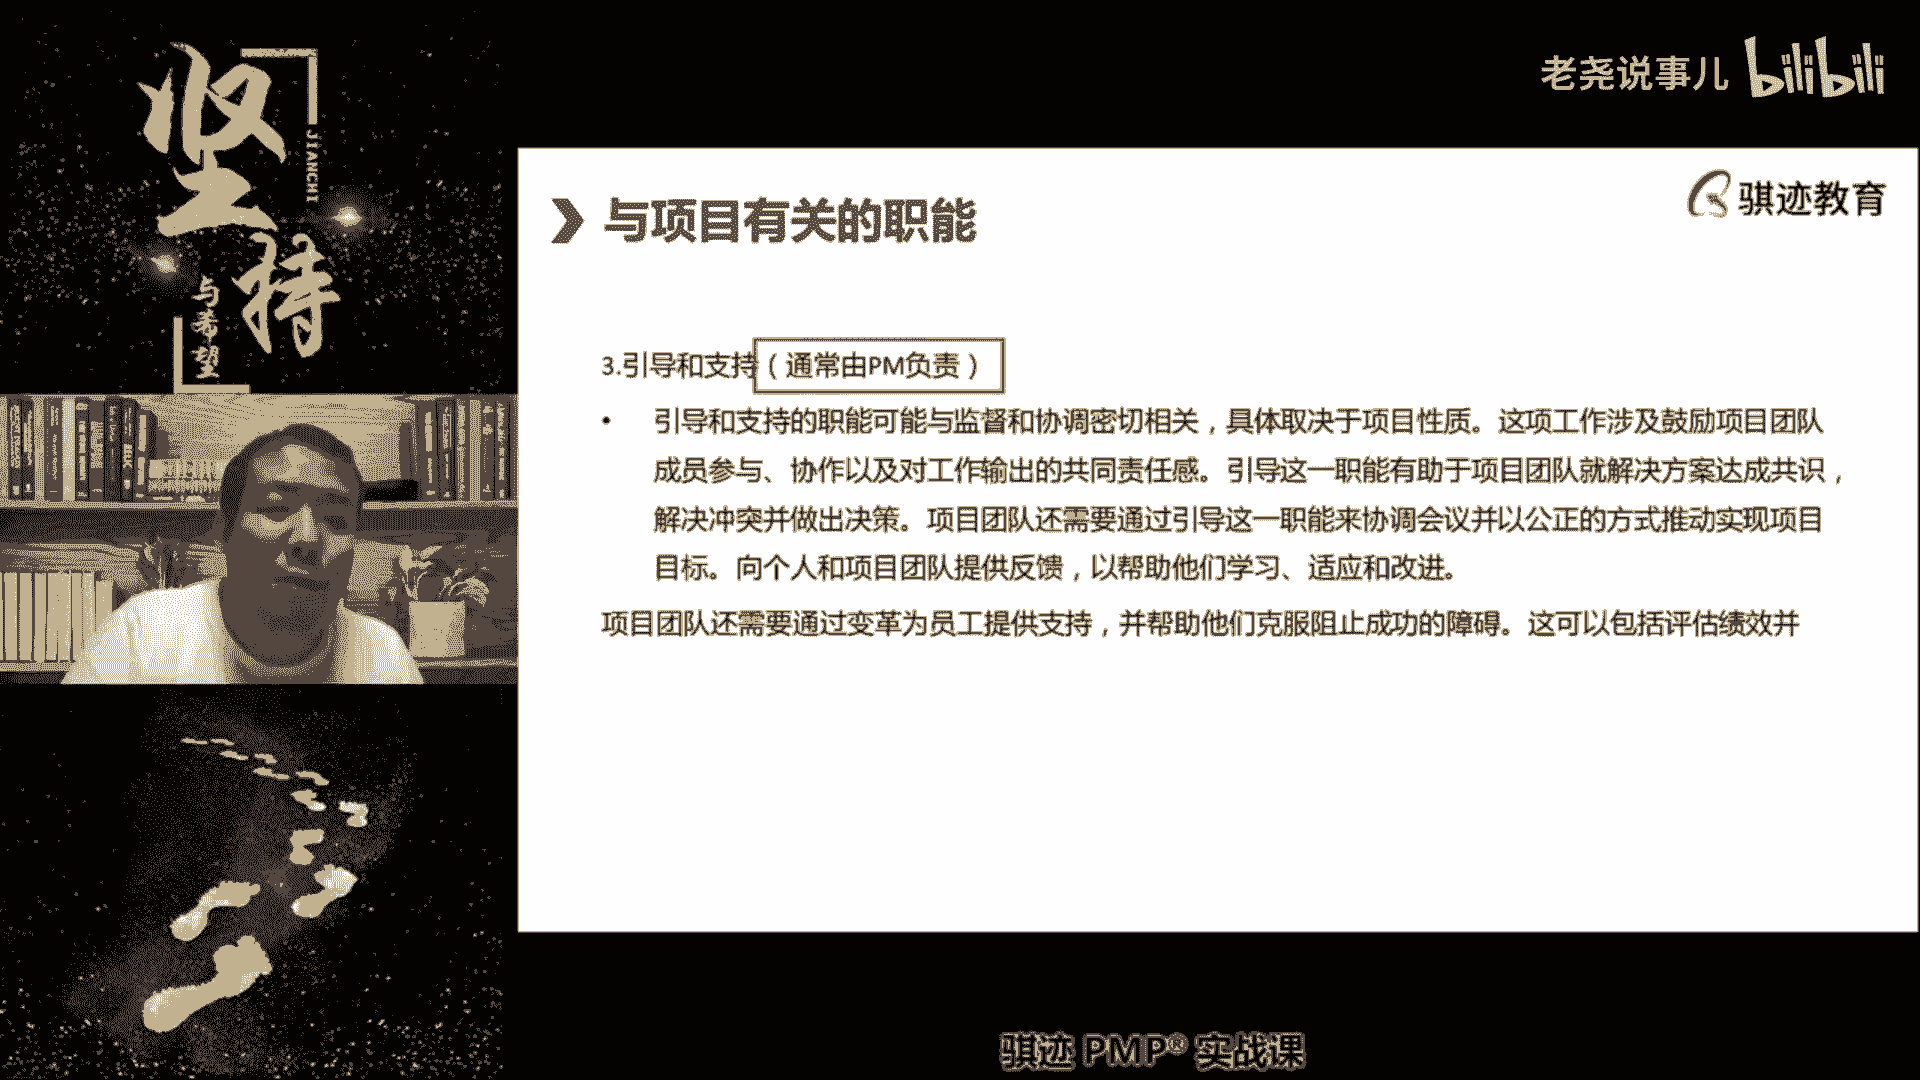 坚持
JIANCHI
与希望
老尧说事儿 bilibili
骐迹教育
与项目有关的职能
3.引导和支持（通常由PM负责）
• 引导和支持的职能可能与监督和协调密切相关，具体取决于项目性质。这项工作涉及鼓励项目团队
成员参与、协作以及对工作输出的共同责任感。引导这一职能有助于项目团队就解决方案达成共识，
解决冲突并做出决策。项目团队还需要通过引导这一职能来协调会议并以公正的方式推动实现项目
目标。向个人和项目团队提供反馈，以帮助他们学习、适应和改进。
项目团队还需要通过变革为员工提供支持，并帮助他们克服阻止成功的障碍。这可以包括评估绩效并
骐迹 PMP® 实战课